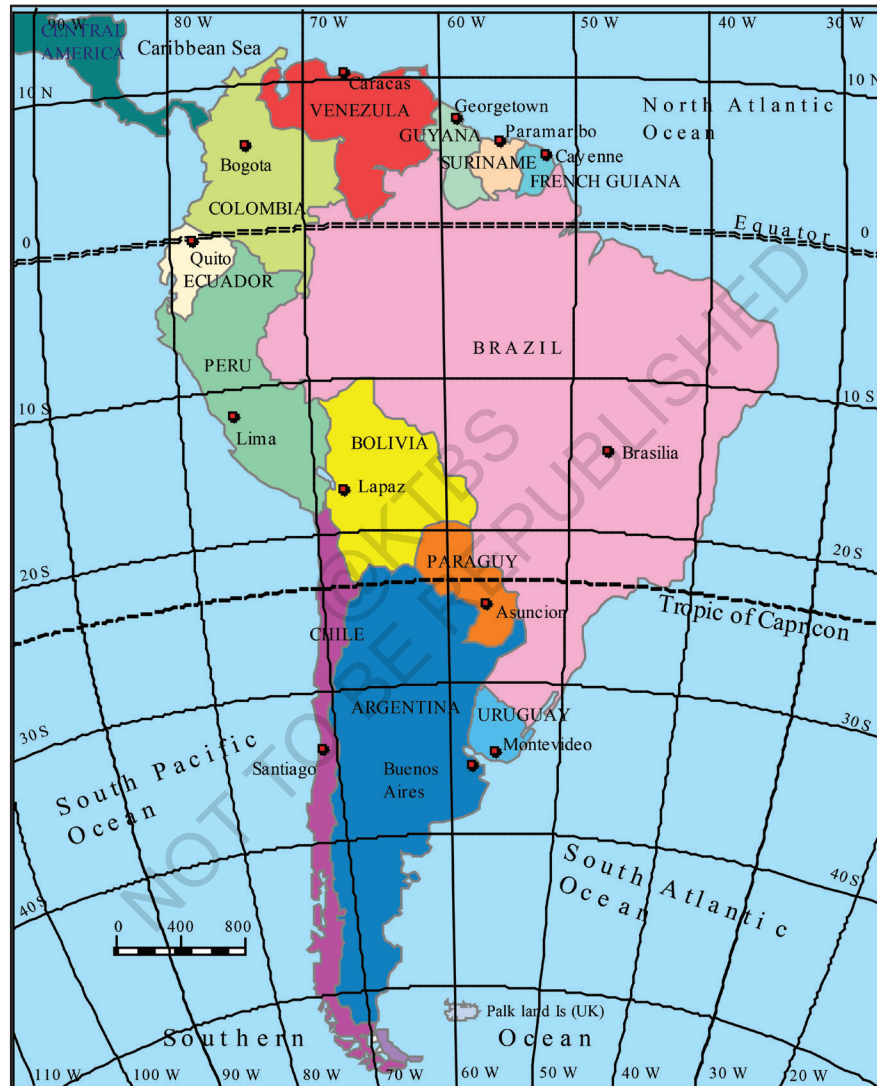 90 W
80 W
70 W
60 W
50 W
40 W
30 W
CENTRAL
AMERICA
Caribbean Sea
10 N
10 N
Caracas
VENEZULA
Georgetown
North Atlantic
Ocean
GUYANA
Paramaribo
Bogota
SURINAME
Cayenne
FRENCH GUIANA
COLOMBIA
Equator
0
0
Quito
ECUADOR
PERU
BRAZIL
10 S
10 S
Lima
BOLIVIA
Brasilia
Lapaz
20 S
20 S
PARAGUY
Asuncion
Tropic of Capricon
CHILE
ARGENTINA
URUGUAY
30 S
30 S
Montevideo
Santiago
Buenos
Aires
South Pacific
Ocean
South Atlantic
Ocean
40 S
40 S
0 400 800
Palk land Is (UK)
Southern Ocean
110 W
100 W
90 W
80 W
70 W
60 W
50 W
40 W
30 W
20 W
©KTBS
NOT TO BE REPUBLISHED